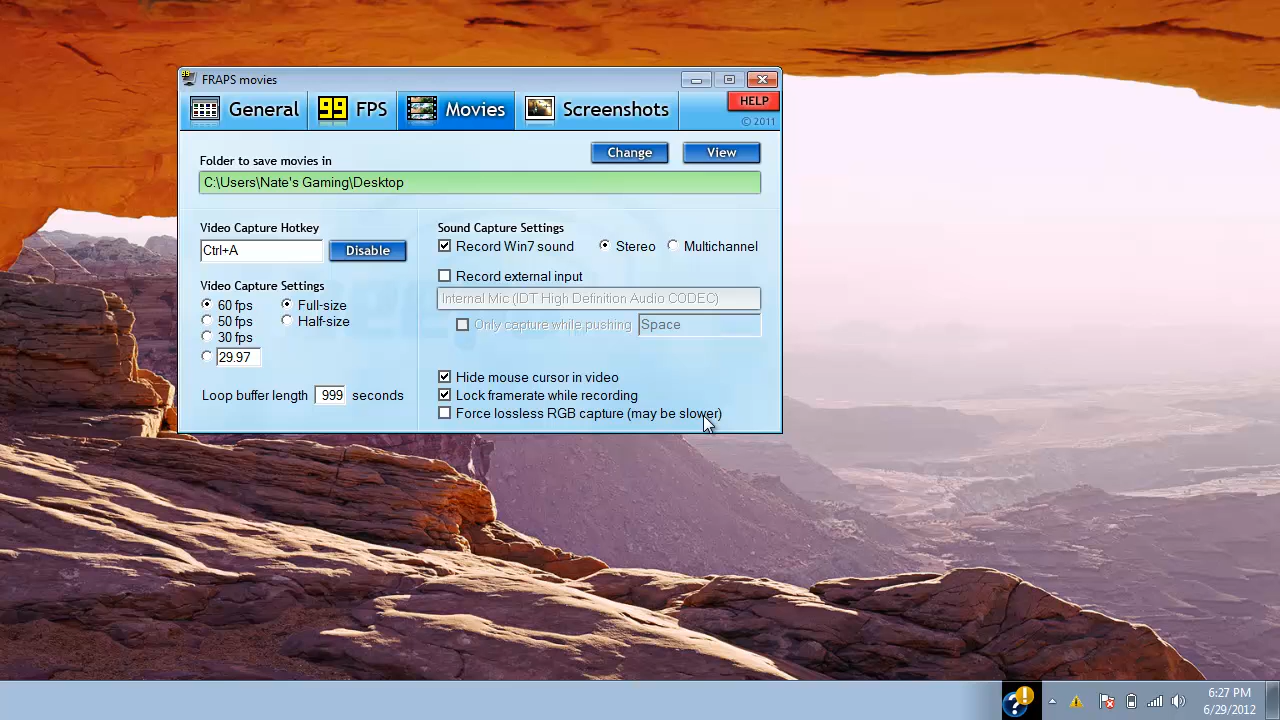 FRAPS movies
General 99 FPS Movies Screenshots HELP
© 2011
Folder to save movies in Change View
C:\Users\Nate's Gaming\Desktop
Video Capture Hotkey
Ctrl+A Disable
Video Capture Settings
60 fps Full-size
50 fps Half-size
30 fps
29.97
Loop buffer length 999 seconds
Sound Capture Settings
Record Win7 sound Stereo Multichannel
Record external input
Internal Mic (IDT High Definition Audio CODEC)
Only capture while pushing Space
Hide mouse cursor in video
Lock framerate while recording
Force lossless RGB capture (may be slower)
6:27 PM
6/29/2012